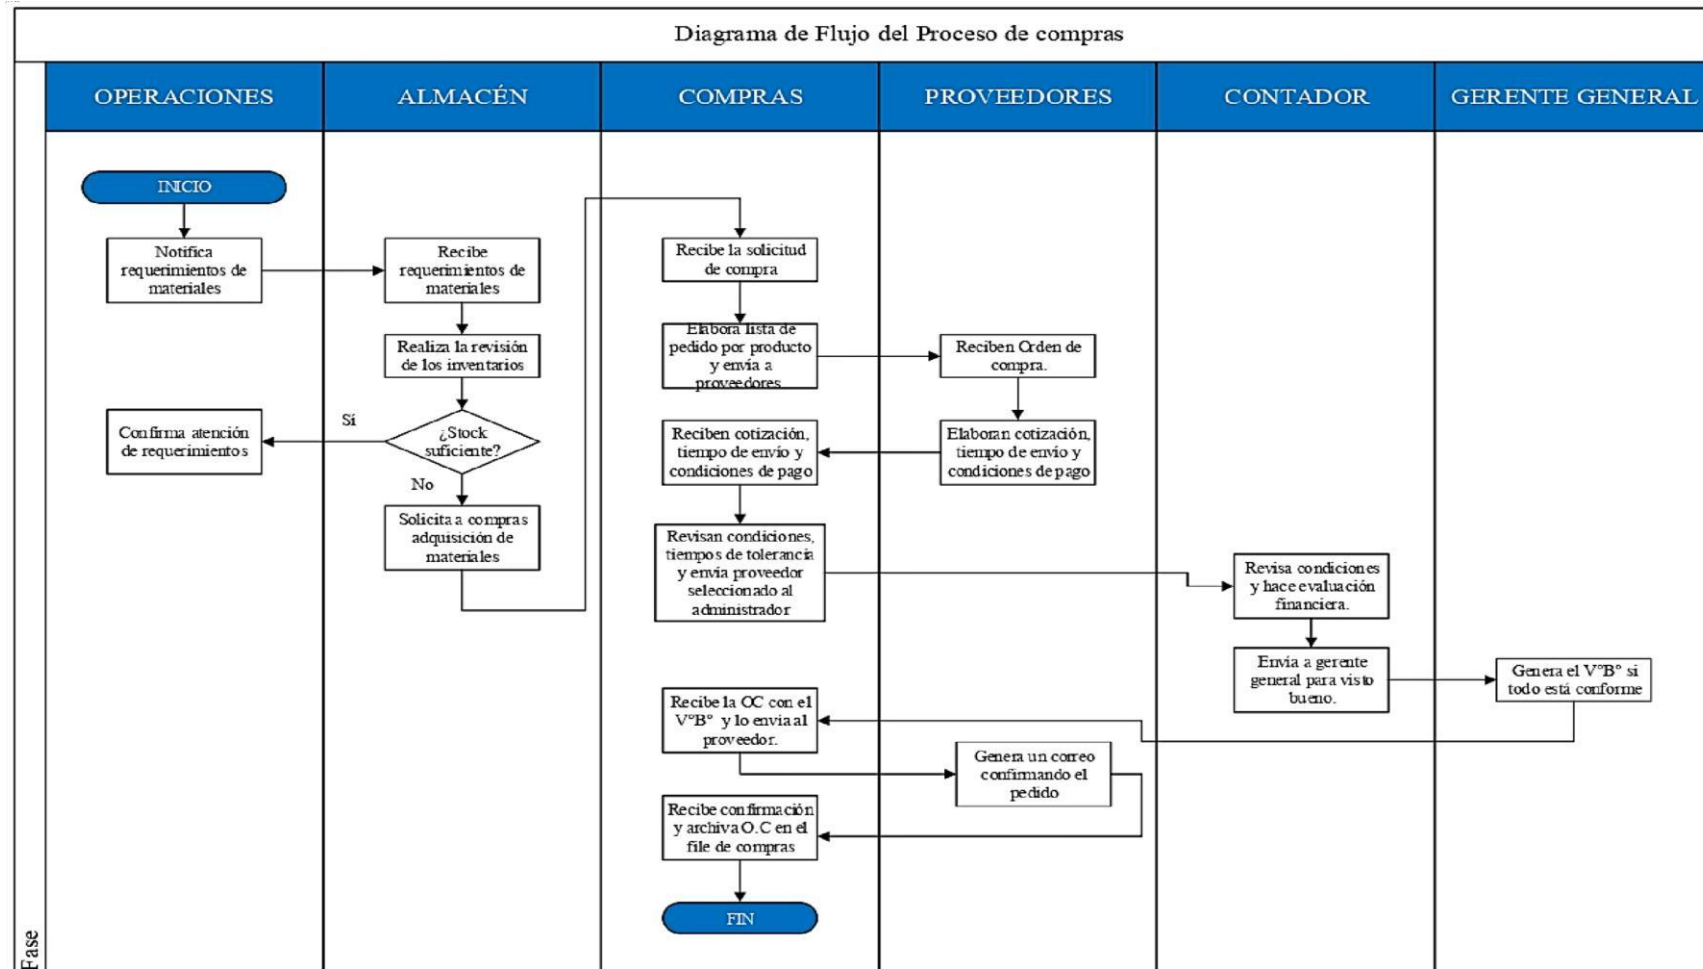 Diagrama de Flujo del Proceso de compras
OPERACIONES
ALMACÉN
COMPRAS
PROVEEDORES
CONTADOR
GERENTE GENERAL
INICIO
Notifica
requerimientos de
materiales
Recibe
requerimientos de
materiales
Recibe la solicitud
de compra
Realiza la revisión
de los inventarios
Elabora lista de
pedido por producto
y envía a
proveedores.
Reciben Orden de
compra.
Confirma atención
de requerimientos
Sí
¿Stock
suficiente?
No
Reciben cotización,
tiempo de envío y
condiciones de pago
Elaboran cotización,
tiempo de envío y
condiciones de pago
Solicita a compras
adquisición de
materiales
Revisan condiciones,
tiempos de tolerancia
y envía proveedor
seleccionado al
administrador
Revisa condiciones
y hace evaluación
financiera.
Envía a gerente
general para visto
bueno.
Genera el V°B° si
todo está conforme
Recibe la OC con el
V°B° y lo envia al
proveedor.
Genera un correo
confirmando el
pedido
Recibe confirmación
y archiva O.C en el
file de compras
FIN
Fase